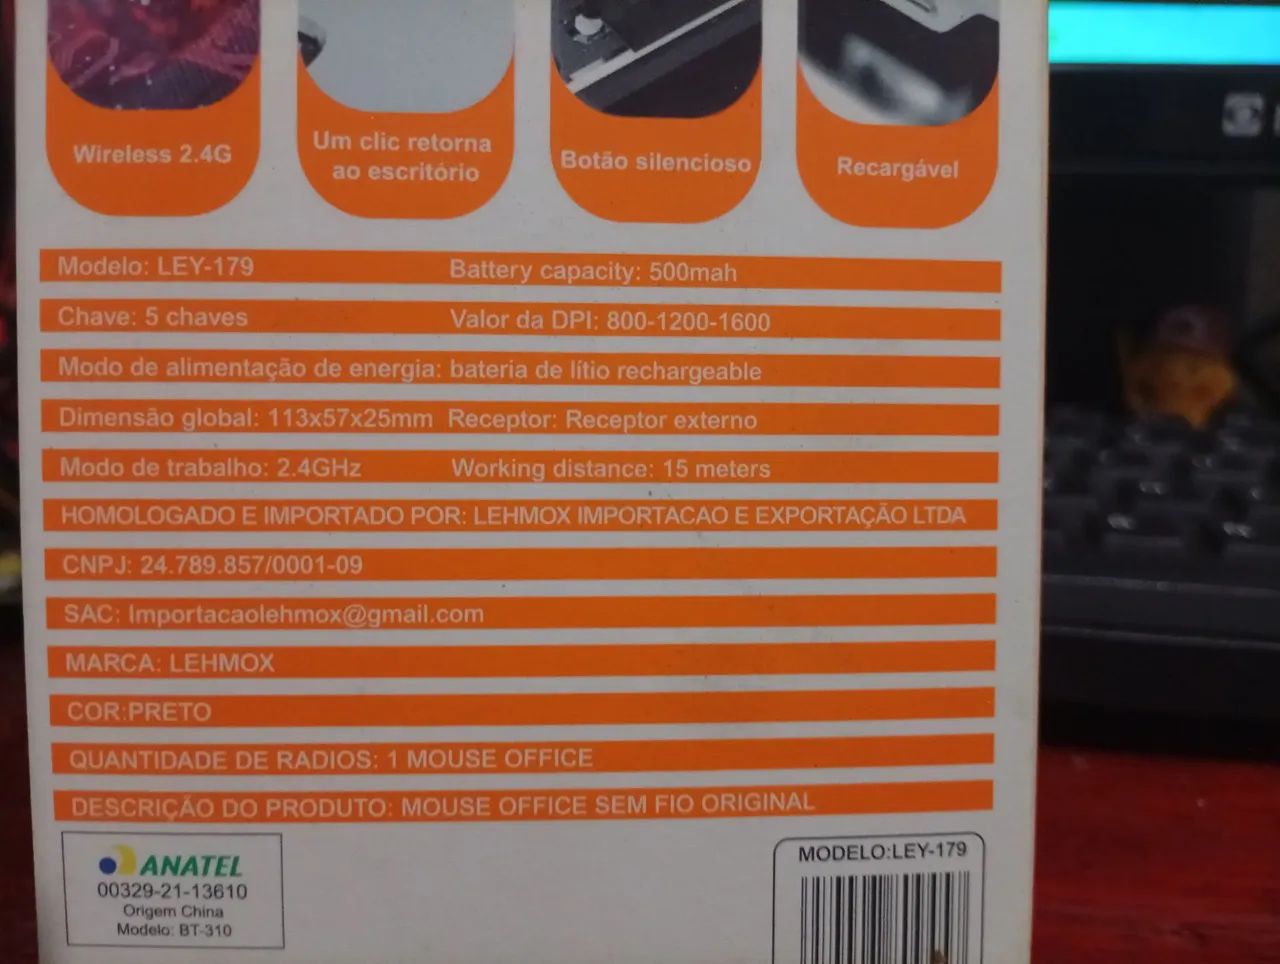 Wireless 2.4G
Um clic retorna
ao escritório
Botão silencioso
Recargável
Modelo: LEY-179 Battery capacity: 500mah
Chave: 5 chaves Valor da DPI: 800-1200-1600
Modo de alimentação de energia: bateria de lítio rechargeable
Dimensão global: 113x57x25mm Receptor: Receptor externo
Modo de trabalho: 2.4GHz Working distance: 15 meters
HOMOLOGADO E IMPORTADO POR: LEHMOX IMPORTACAO E EXPORTAÇÃO LTDA
CNPJ: 24.789.857/0001-09
SAC: Importacaolehmox@gmail.com
MARCA: LEHMOX
COR:PRETO
QUANTIDADE DE RADIOS: 1 MOUSE OFFICE
DESCRIÇÃO DO PRODUTO: MOUSE OFFICE SEM FIO ORIGINAL
ANATEL
00329-21-13610
Origem China
Modelo: BT-310
MODELO:LEY-179